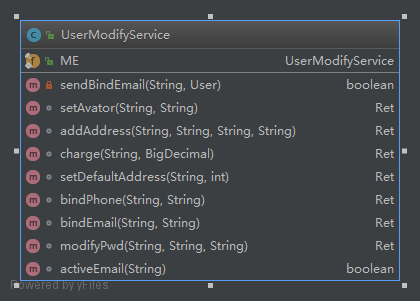 UserModifyService
ME UserModifyService
sendBindEmail(String, User) boolean
setAvator(String, String) Ret
addAddress(String, String, String, String) Ret
charge(String, BigDecimal) Ret
setDefaultAddress(String, int) Ret
bindPhone(String, String) Ret
bindEmail(String, String) Ret
modifyPwd(String, String, String) Ret
activeEmail(String) boolean
Powered by yFiles